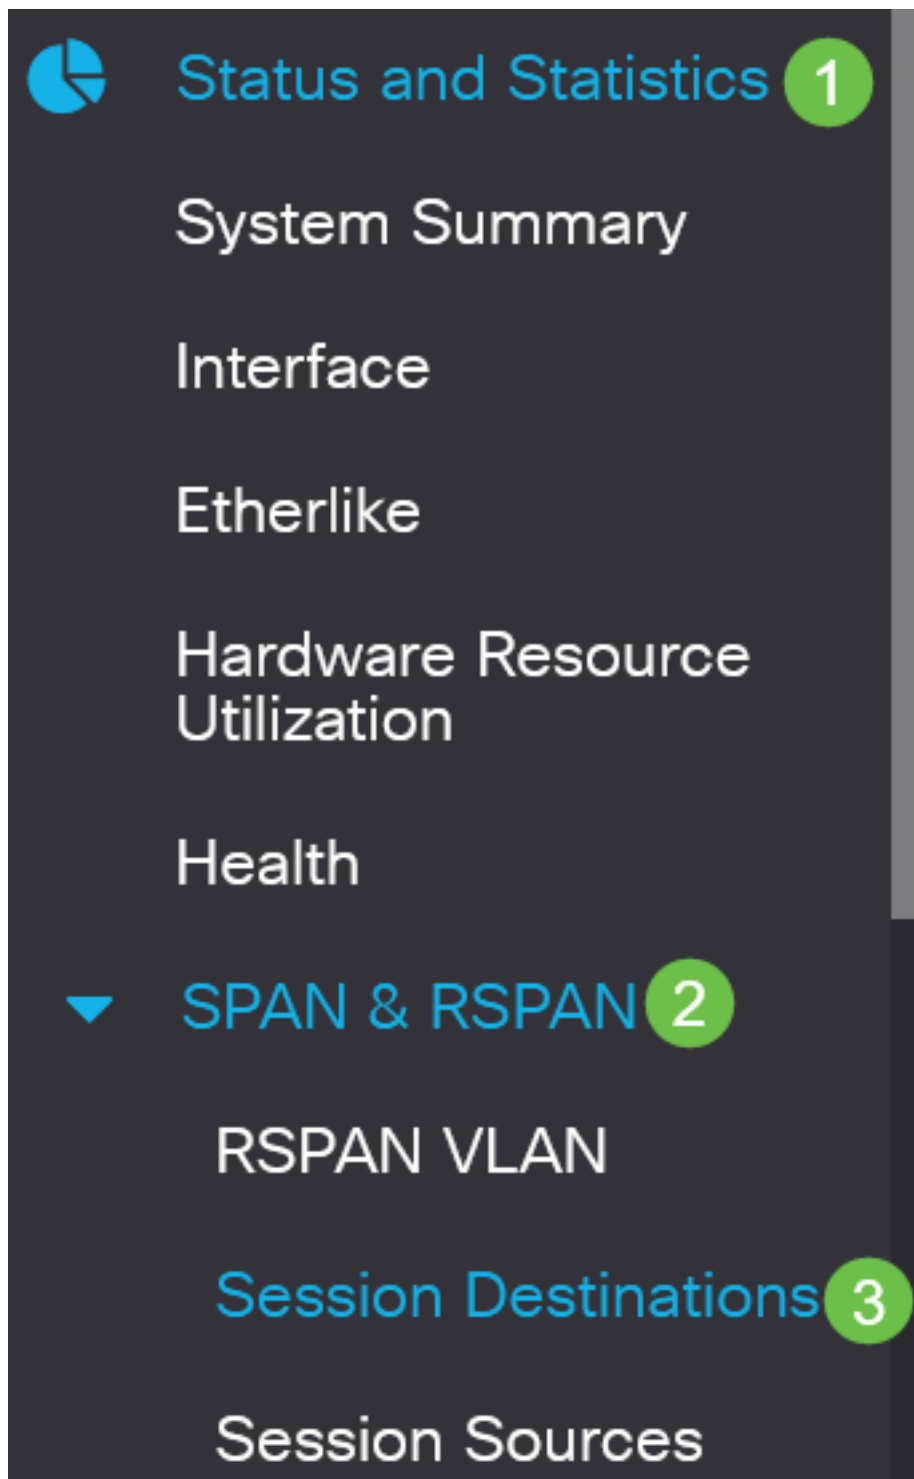 Status and Statistics 1
System Summary
Interface
Etherlike
Hardware Resource
Utilization
Health
SPAN & RSPAN 2
RSPAN VLAN
Session Destinations 3
Session Sources